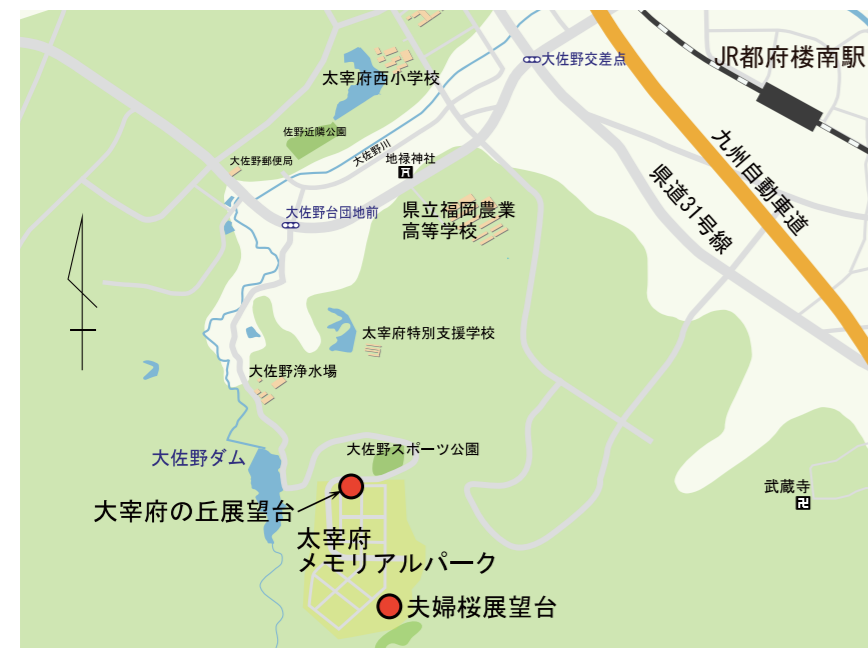 JR都府楼南駅
大佐野交差点
太宰府西小学校
佐野近隣公園
大佐野川
地禄神社
大佐野郵便局
九州自動車道
県道31号線
大佐野台団地前
県立福岡農業
高等学校
太宰府特別支援学校
大佐野浄水場
大佐野スポーツ公園
大佐野ダム
武蔵寺
大宰府の丘展望台
太宰府
メモリアルパーク
夫婦桜展望台